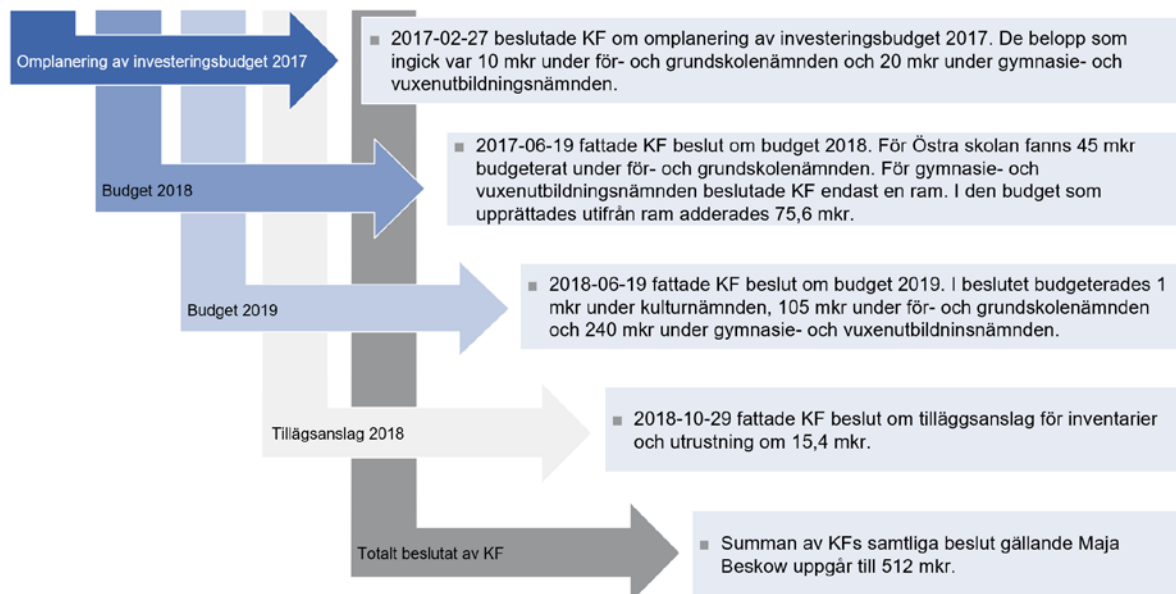 Omplanering av investeringsbudget 2017
2017-02-27 beslutade KF om omplanering av investeringsbudget 2017. De belopp som
ingick var 10 mkr under för- och grundskolenämnden och 20 mkr under gymnasie- och
vuxenutbildningsnämnden.
Budget 2018
2017-06-19 fattade KF beslut om budget 2018. För Östra skolan fanns 45 mkr
budgeterat under för- och grundskolenämnden. För gymnasie- och
vuxenutbildningsnämnden beslutade KF endast en ram. I den budget som
upprättades utifrån ram adderades 75,6 mkr.
Budget 2019
2018-06-19 fattade KF beslut om budget 2019. I beslutet budgeterades 1
mkr under kulturnämnden, 105 mkr under för- och grundskolenämnden
och 240 mkr under gymnasie- och vuxenutbildninsnämnden.
Tillägsanslag 2018
2018-10-29 fattade KF beslut om tilläggsanslag för inventarier
och utrustning om 15,4 mkr.
Totalt beslutat av KF
Summan av KFs samtliga beslut gällande Maja
Beskow uppgår till 512 mkr.